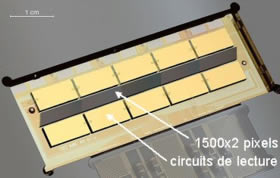 1 cm
1500x2 pixels
circuits de lecture